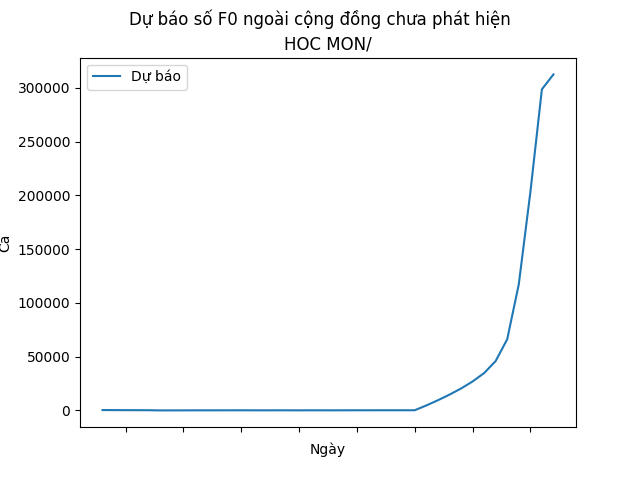 Dự báo số F0 ngoài cộng đồng chưa phát hiện
HOC MON/
Dự báo
300000
250000
200000
150000
100000
50000
0
Ca
Ngày